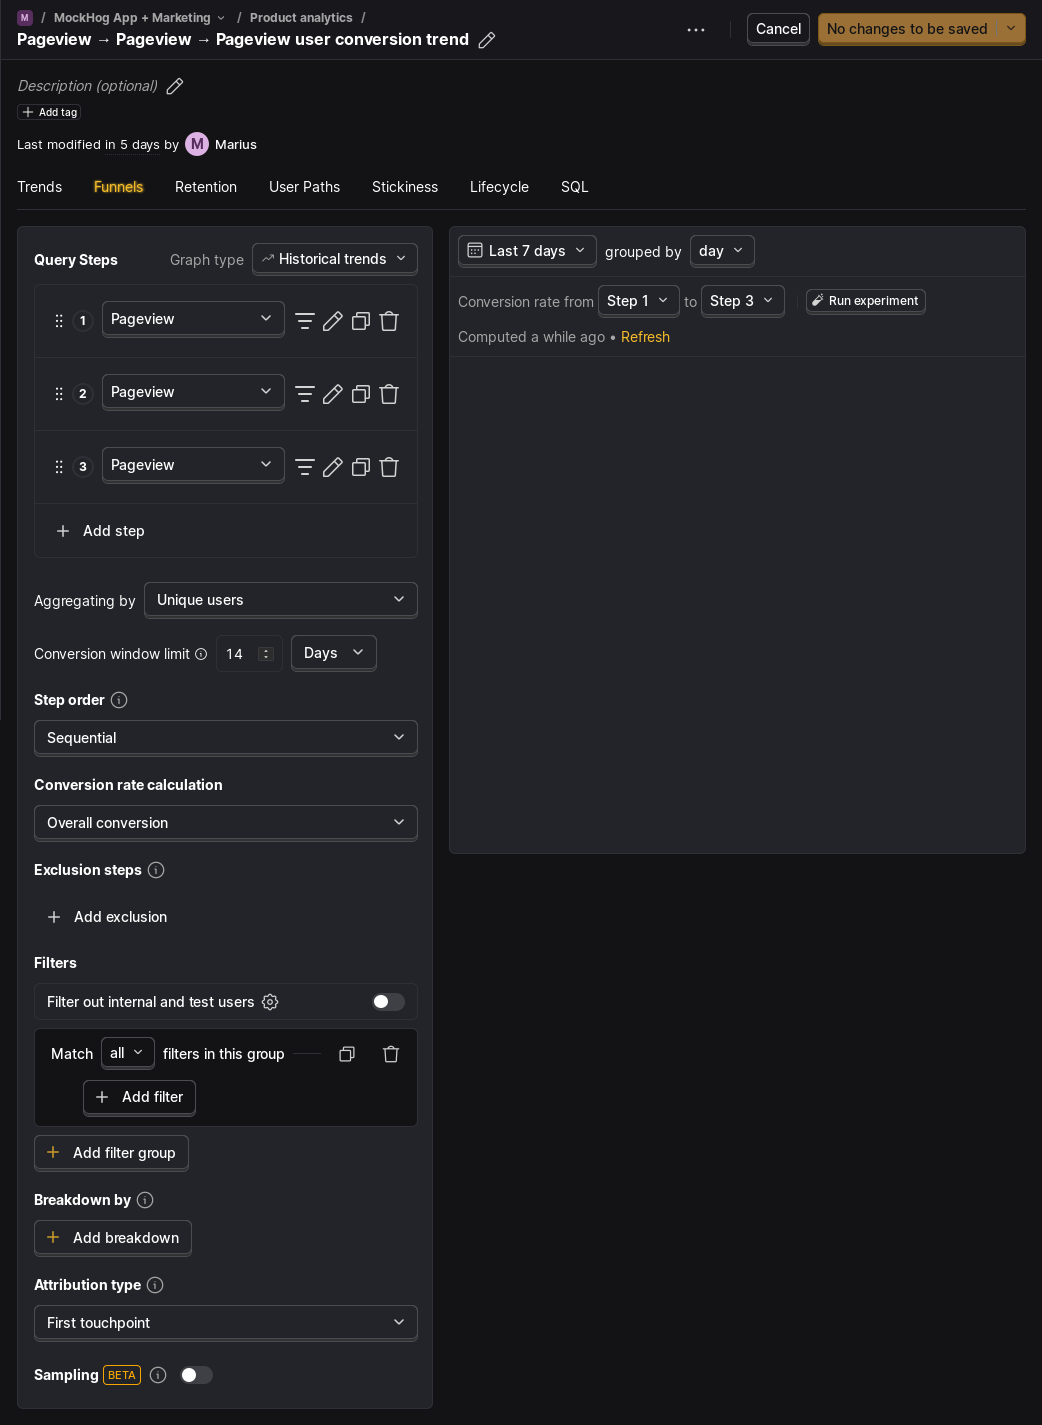 M / MockHog App + Marketing / Product analytics /
Pageview → Pageview → Pageview user conversion trend
Cancel
No changes to be saved
Description (optional)
Add tag
Last modified in 5 days by M Marius
Trends Funnels Retention User Paths Stickiness Lifecycle SQL
Query Steps
Graph type Historical trends
1 Pageview
2 Pageview
3 Pageview
Add step
Aggregating by Unique users
Conversion window limit 14 Days
Step order
Sequential
Conversion rate calculation
Overall conversion
Exclusion steps
Add exclusion
Filters
Filter out internal and test users
Match all filters in this group
Add filter
Add filter group
Breakdown by
Add breakdown
Attribution type
First touchpoint
Sampling BETA
Last 7 days grouped by day
Conversion rate from Step 1 to Step 3 Run experiment
Computed a while ago • Refresh